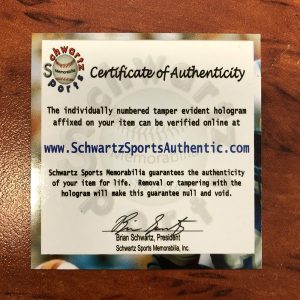 Schwartz
Memorabilia
Sports
Certificate of Authenticity
The individually numbered tamper evident hologram
affixed on your item can be verified online at
www.SchwartzSportsAuthentic.com
Schwartz Sports Memorabilia guarantees the authenticity
of your item for life. Removal or tampering with the
hologram will make this guarantee null and void.
Brian Schwartz, President
Schwartz Sports Memorabilia, Inc.